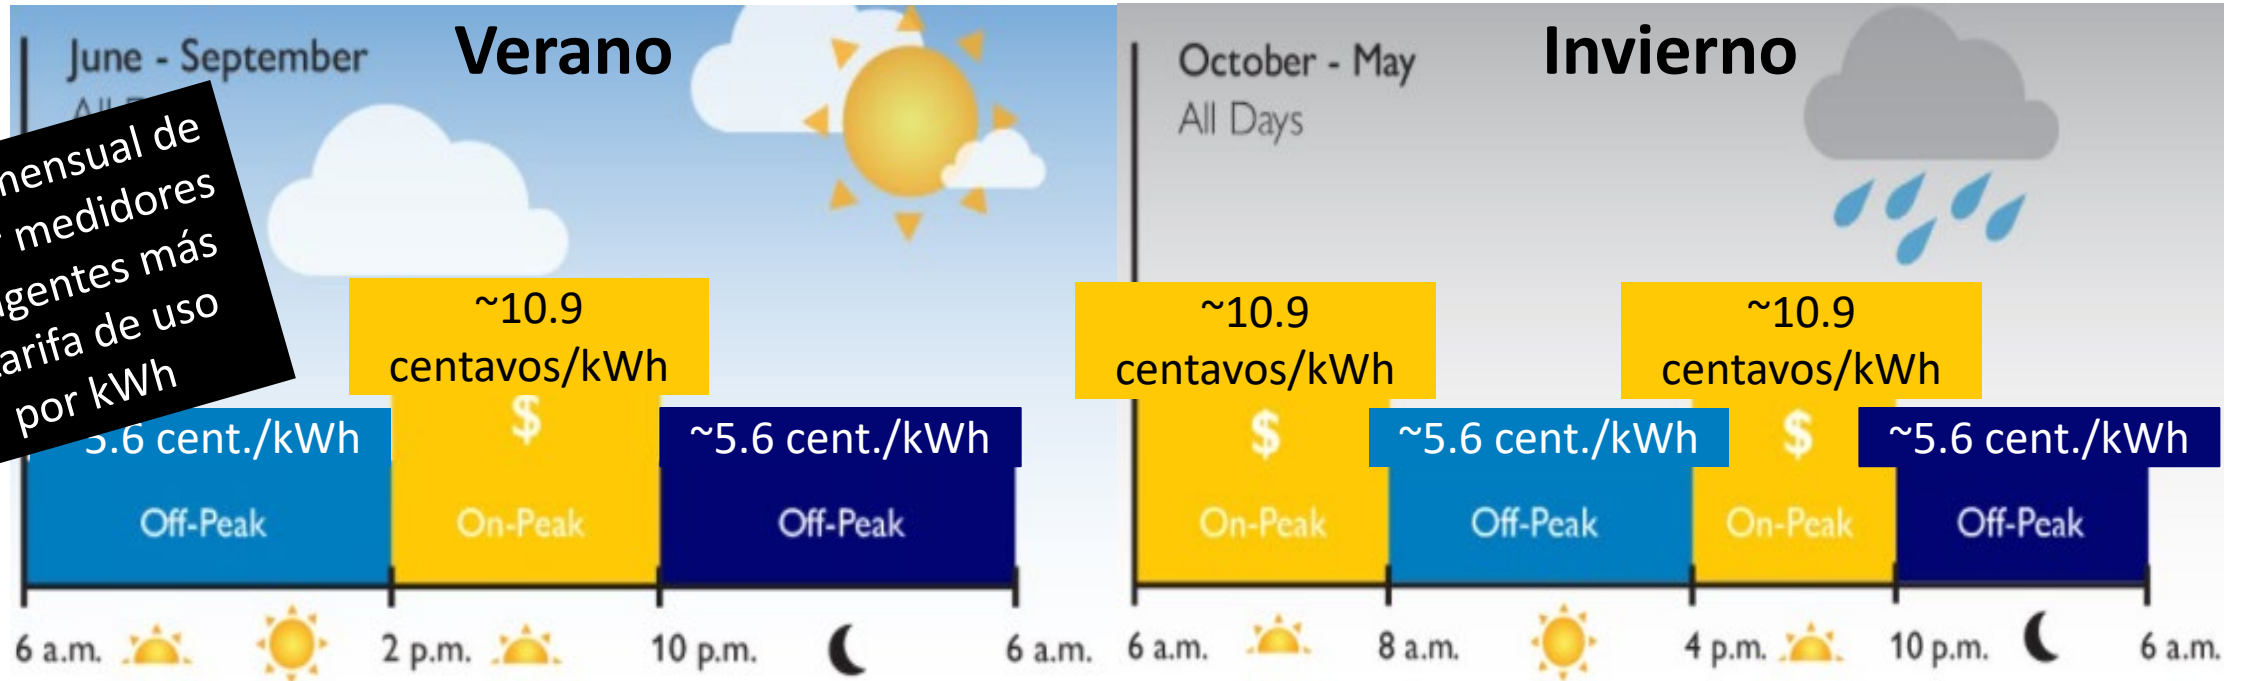 June - September
Verano
mensual de
medidores
más
tarifa de uso
por kWh
~10.9
centavos/kWh
$
5.6 cent./kWh
~5.6 cent./kWh
Off-Peak
On-Peak
Off-Peak
6 a.m.
2 p.m.
10 p.m.
6 a.m.
October - May
Invierno
All Days
~10.9
centavos/kWh
~10.9
centavos/kWh
$
~5.6 cent./kWh
$
~5.6 cent./kWh
On-Peak
Off-Peak
On-Peak
Off-Peak
6 a.m.
8 a.m.
4 p.m.
10 p.m.
6 a.m.